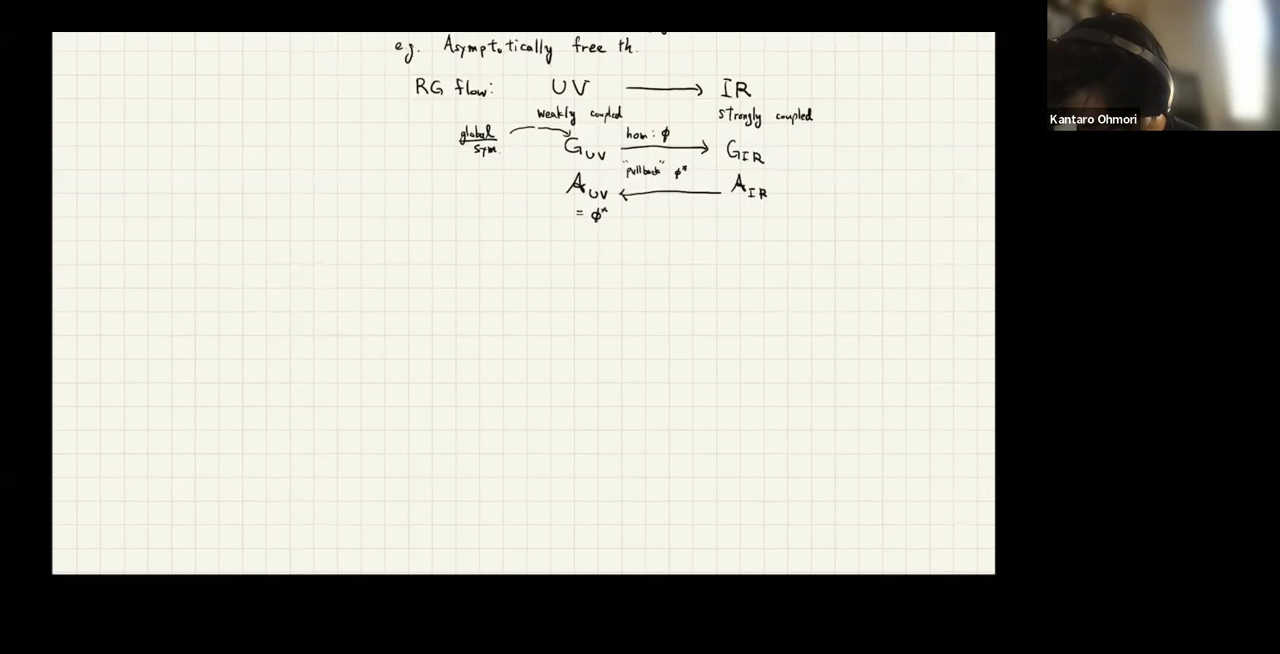 e.g. Asymptotically free th.
RG flow: UV → IR
weakly coupled strongly coupled
global sym. G_UV hom: φ → G_IR
"pullback" φ*
A_UV ← A_IR
= φ*
Kantaro Ohmori